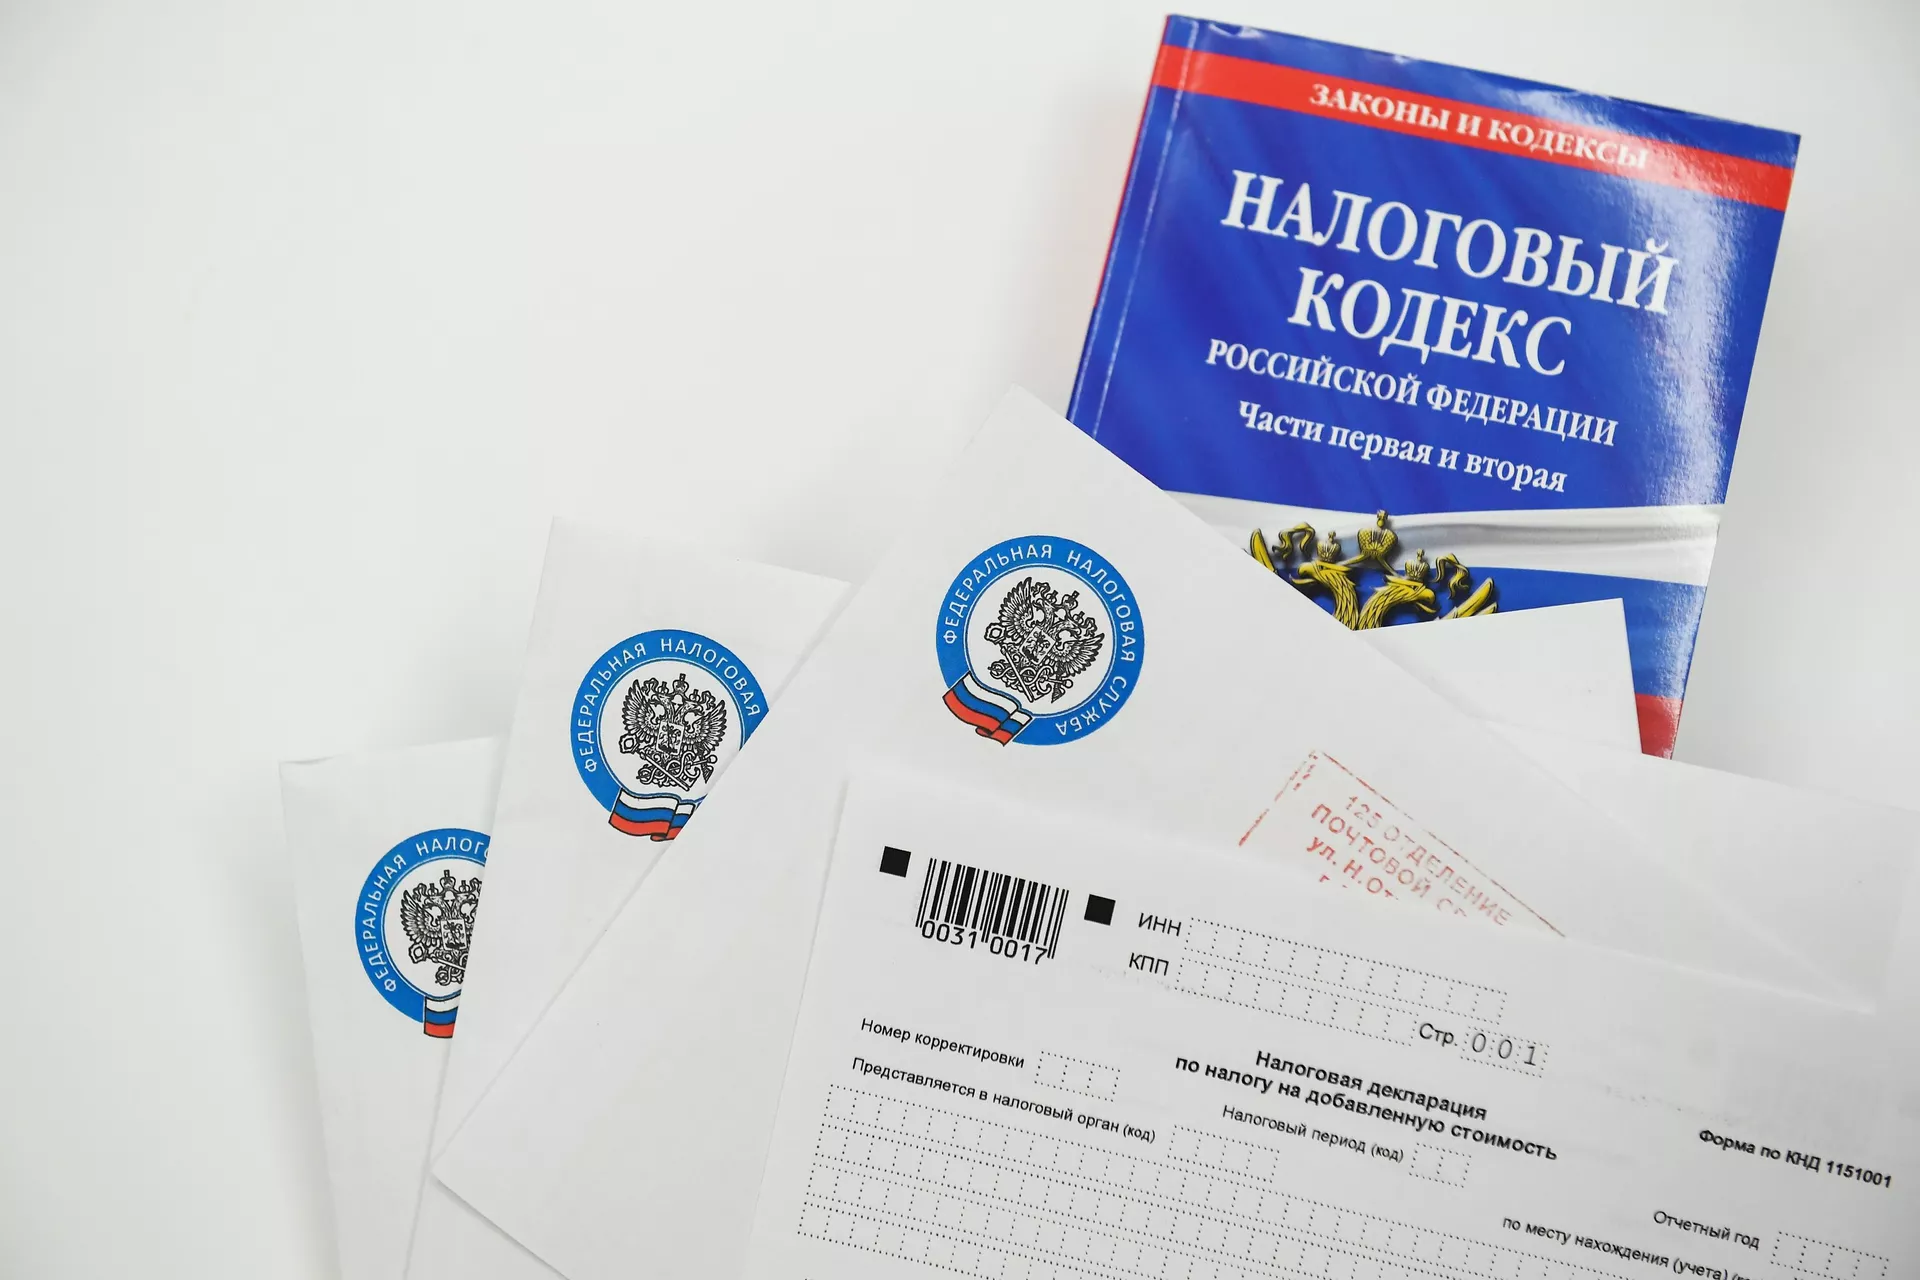 ЗАКОНЫ И КОДЕКСЫ
НАЛОГОВЫЙ
КОДЕКС
РОССИЙСКОЙ ФЕДЕРАЦИИ
Части первая и вторая
ФЕДЕРАЛЬНАЯ НАЛОГОВАЯ СЛУЖБА
ФЕДЕРАЛЬНАЯ НАЛОГОВАЯ
ФЕДЕРАЛЬНАЯ НАЛОГ
125 ОТДЕЛЕНИЕ
ПОЧТОВОЙ
ул. Н.От
0031 0017
ИНН
КПП
Стр. 001
Номер корректировки
Налоговая декларация
по налогу на добавленную стоимость
Форма по КНД 1151001
Представляется в налоговый орган (код)
Налоговый период (код)
Отчетный год
по месту нахождения (учета)